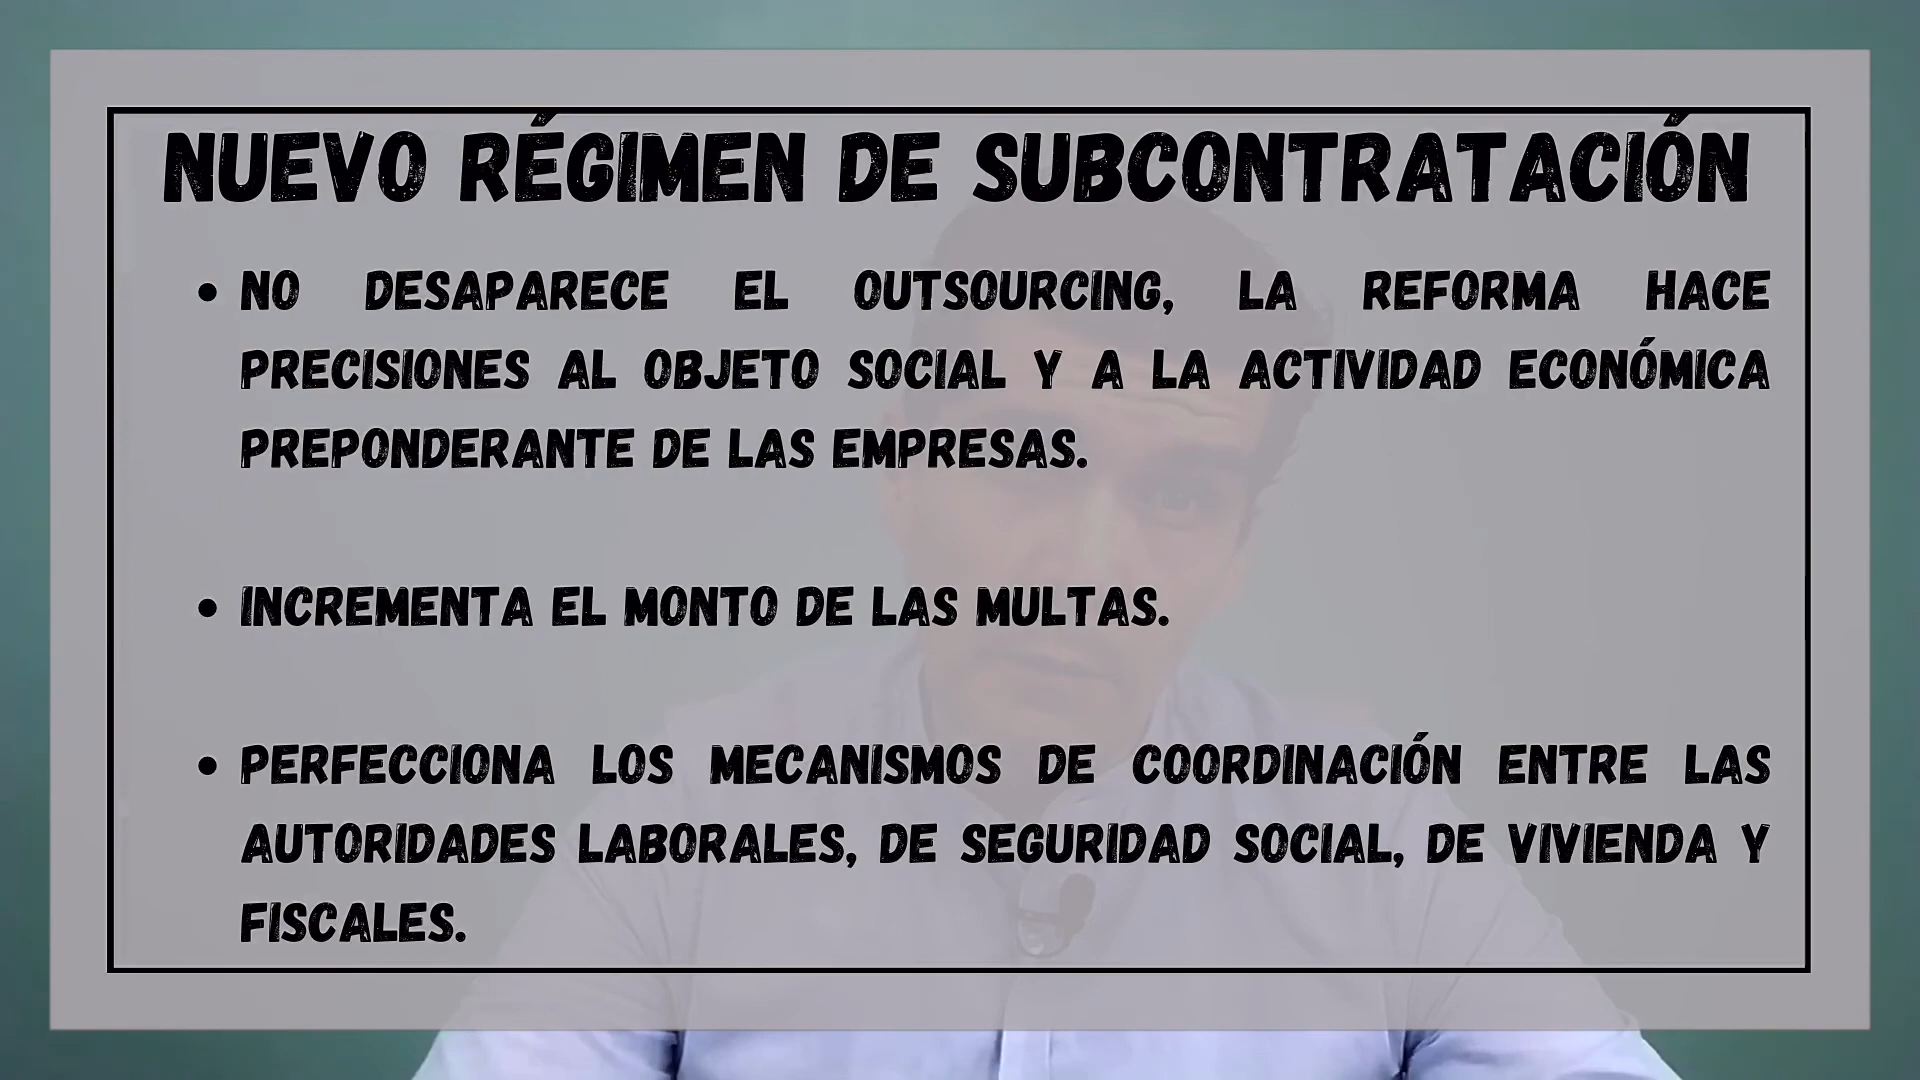 NUEVO RÉGIMEN DE SUBCONTRATACIÓN
• NO DESAPARECE EL OUTSOURCING, LA REFORMA HACE
PRECISIONES AL OBJETO SOCIAL Y A LA ACTIVIDAD ECONÓMICA
PREPONDERANTE DE LAS EMPRESAS.
• INCREMENTA EL MONTO DE LAS MULTAS.
• PERFECCIONA LOS MECANISMOS DE COORDINACIÓN ENTRE LAS
AUTORIDADES LABORALES, DE SEGURIDAD SOCIAL, DE VIVIENDA Y
FISCALES.